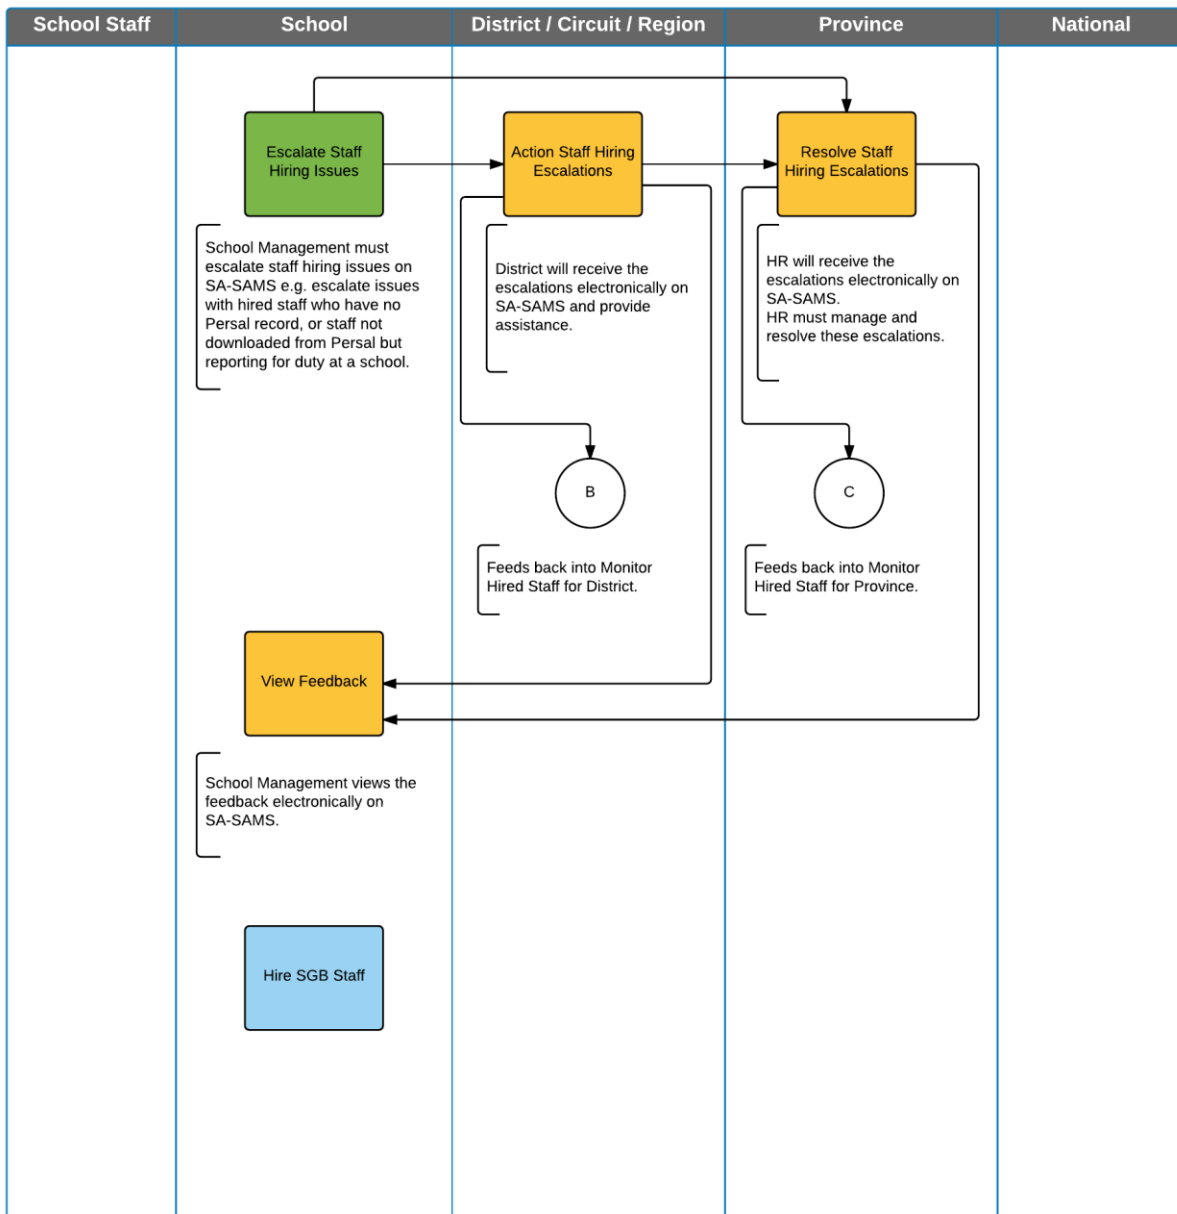 School Staff
School
District / Circuit / Region
Province
National
Escalate Staff
Hiring Issues
Action Staff Hiring
Escalations
Resolve Staff
Hiring Escalations
School Management must
escalate staff hiring issues on
SA-SAMS e.g. escalate issues
with hired staff who have no
Persal record, or staff not
downloaded from Persal but
reporting for duty at a school.
District will receive the
escalations electronically on
SA-SAMS and provide
assistance.
HR will receive the
escalations electronically on
SA-SAMS.
HR must manage and
resolve these escalations.
B
C
Feeds back into Monitor
Hired Staff for District.
Feeds back into Monitor
Hired Staff for Province.
View Feedback
School Management views the
feedback electronically on
SA-SAMS.
Hire SGB Staff